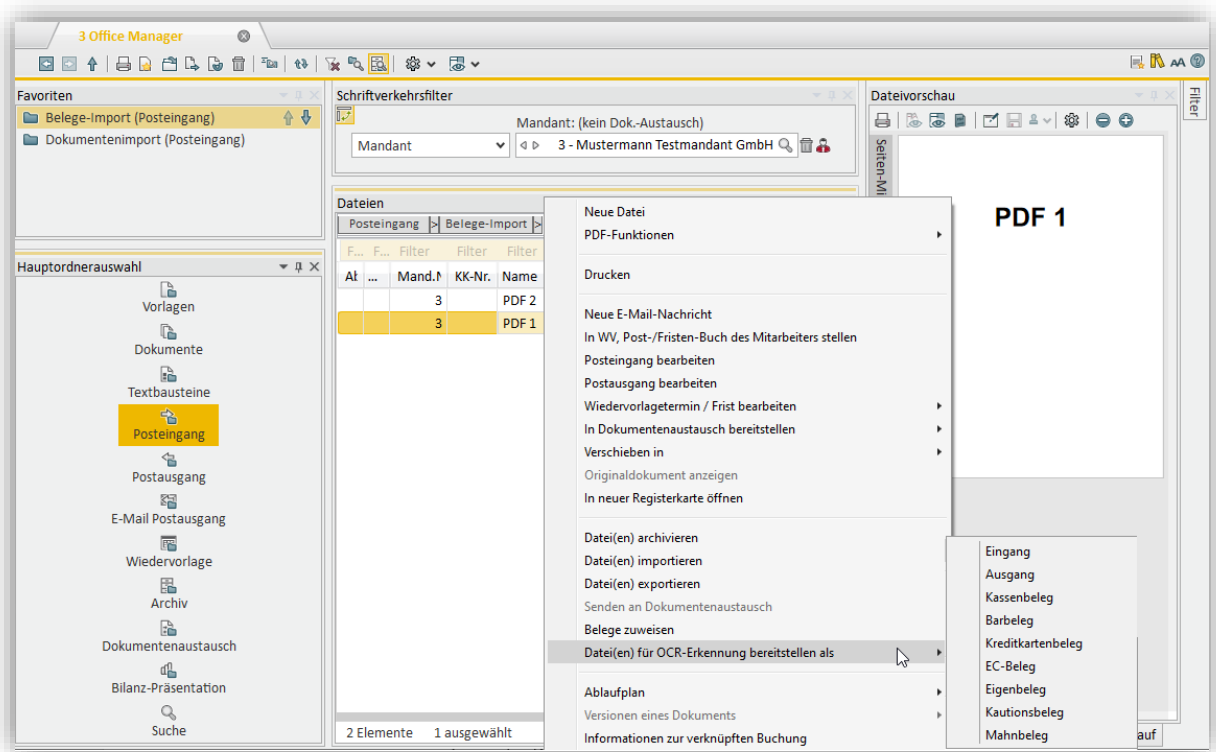 3 Office Manager
Favoriten
Belege-Import (Posteingang)
Dokumentenimport (Posteingang)
Hauptordnerauswahl
Vorlagen
Dokumente
Textbausteine
Posteingang
Postausgang
E-Mail Postausgang
Wiedervorlage
Archiv
Dokumentenaustausch
Bilanz-Präsentation
Suche
Schriftverkehrsfilter
Mandant: (kein Dok.-Austausch)
Mandant
3 - Mustermann Testmandant GmbH
Dateien
Posteingang > Belege-Import >
F... F... Filter Filter Filter
... Mand.N KK-Nr. Name
3 PDF 2
3 PDF 1
2 Elemente 1 ausgewählt
Neue Datei
PDF-Funktionen
Drucken
Neue E-Mail-Nachricht
In WV, Post-/Fristen-Buch des Mitarbeiters stellen
Posteingang bearbeiten
Postausgang bearbeiten
Wiedervorlagetermin / Frist bearbeiten
In Dokumentenaustausch bereitstellen
Verschieben in
Originaldokument anzeigen
In neuer Registerkarte öffnen
Datei(en) archivieren
Datei(en) importieren
Datei(en) exportieren
Senden an Dokumentenaustausch
Belege zuweisen
Datei(en) für OCR-Erkennung bereitstellen als
Ablaufplan
Versionen eines Dokuments
Informationen zur verknüpften Buchung
Eingang
Ausgang
Kassenbeleg
Barbeleg
Kreditkartenbeleg
EC-Beleg
Eigenbeleg
Kautionsbeleg
Mahnbeleg
Dateivorschau
AA
Seiten-Mi
PDF 1
auf
Filter